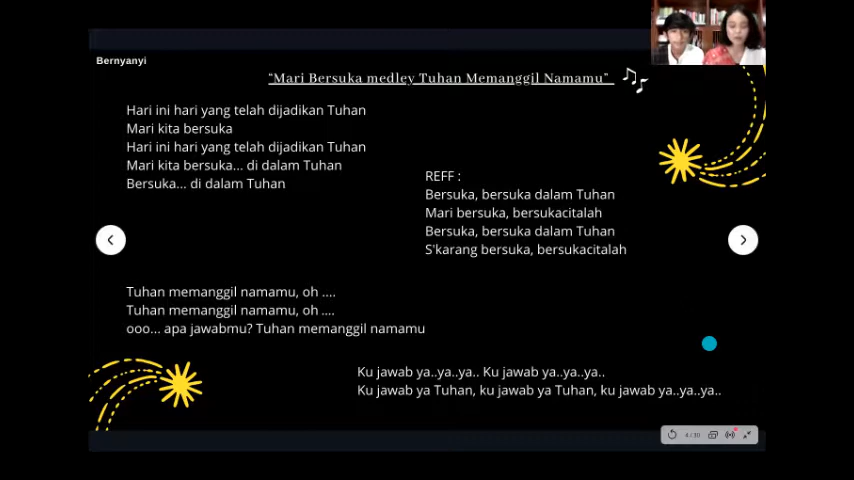 Bernyanyi
"Mari Bersuka medley Tuhan Memanggil Namamu"
Hari ini hari yang telah dijadikan Tuhan
Mari kita bersuka
Hari ini hari yang telah dijadikan Tuhan
Mari kita bersuka... di dalam Tuhan
Bersuka... di dalam Tuhan
REFF :
Bersuka, bersuka dalam Tuhan
Mari bersuka, bersukacitalah
Bersuka, bersuka dalam Tuhan
S'karang bersuka, bersukacitalah
Tuhan memanggil namamu, oh ....
Tuhan memanggil namamu, oh ....
ooo... apa jawabmu? Tuhan memanggil namamu
Ku jawab ya..ya..ya.. Ku jawab ya..ya..ya..
Ku jawab ya Tuhan, ku jawab ya Tuhan, ku jawab ya..ya..ya..